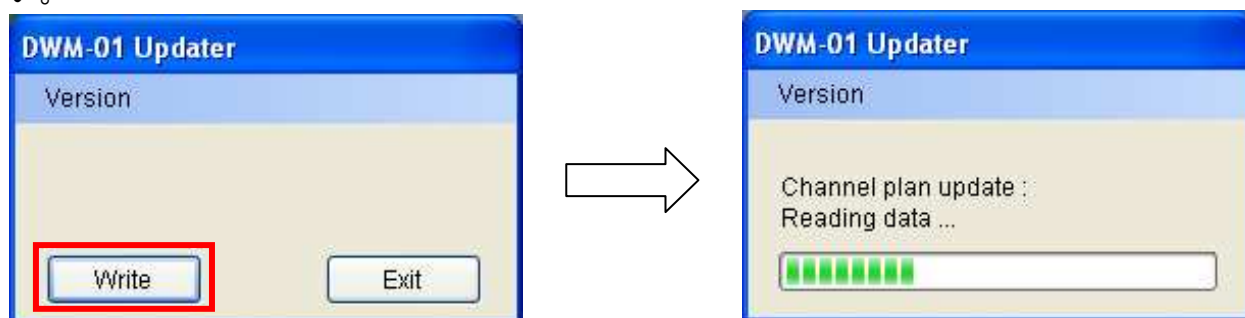 DWM-01 Updater
Version
Write
Exit
DWM-01 Updater
Version
Channel plan update :
Reading data ...